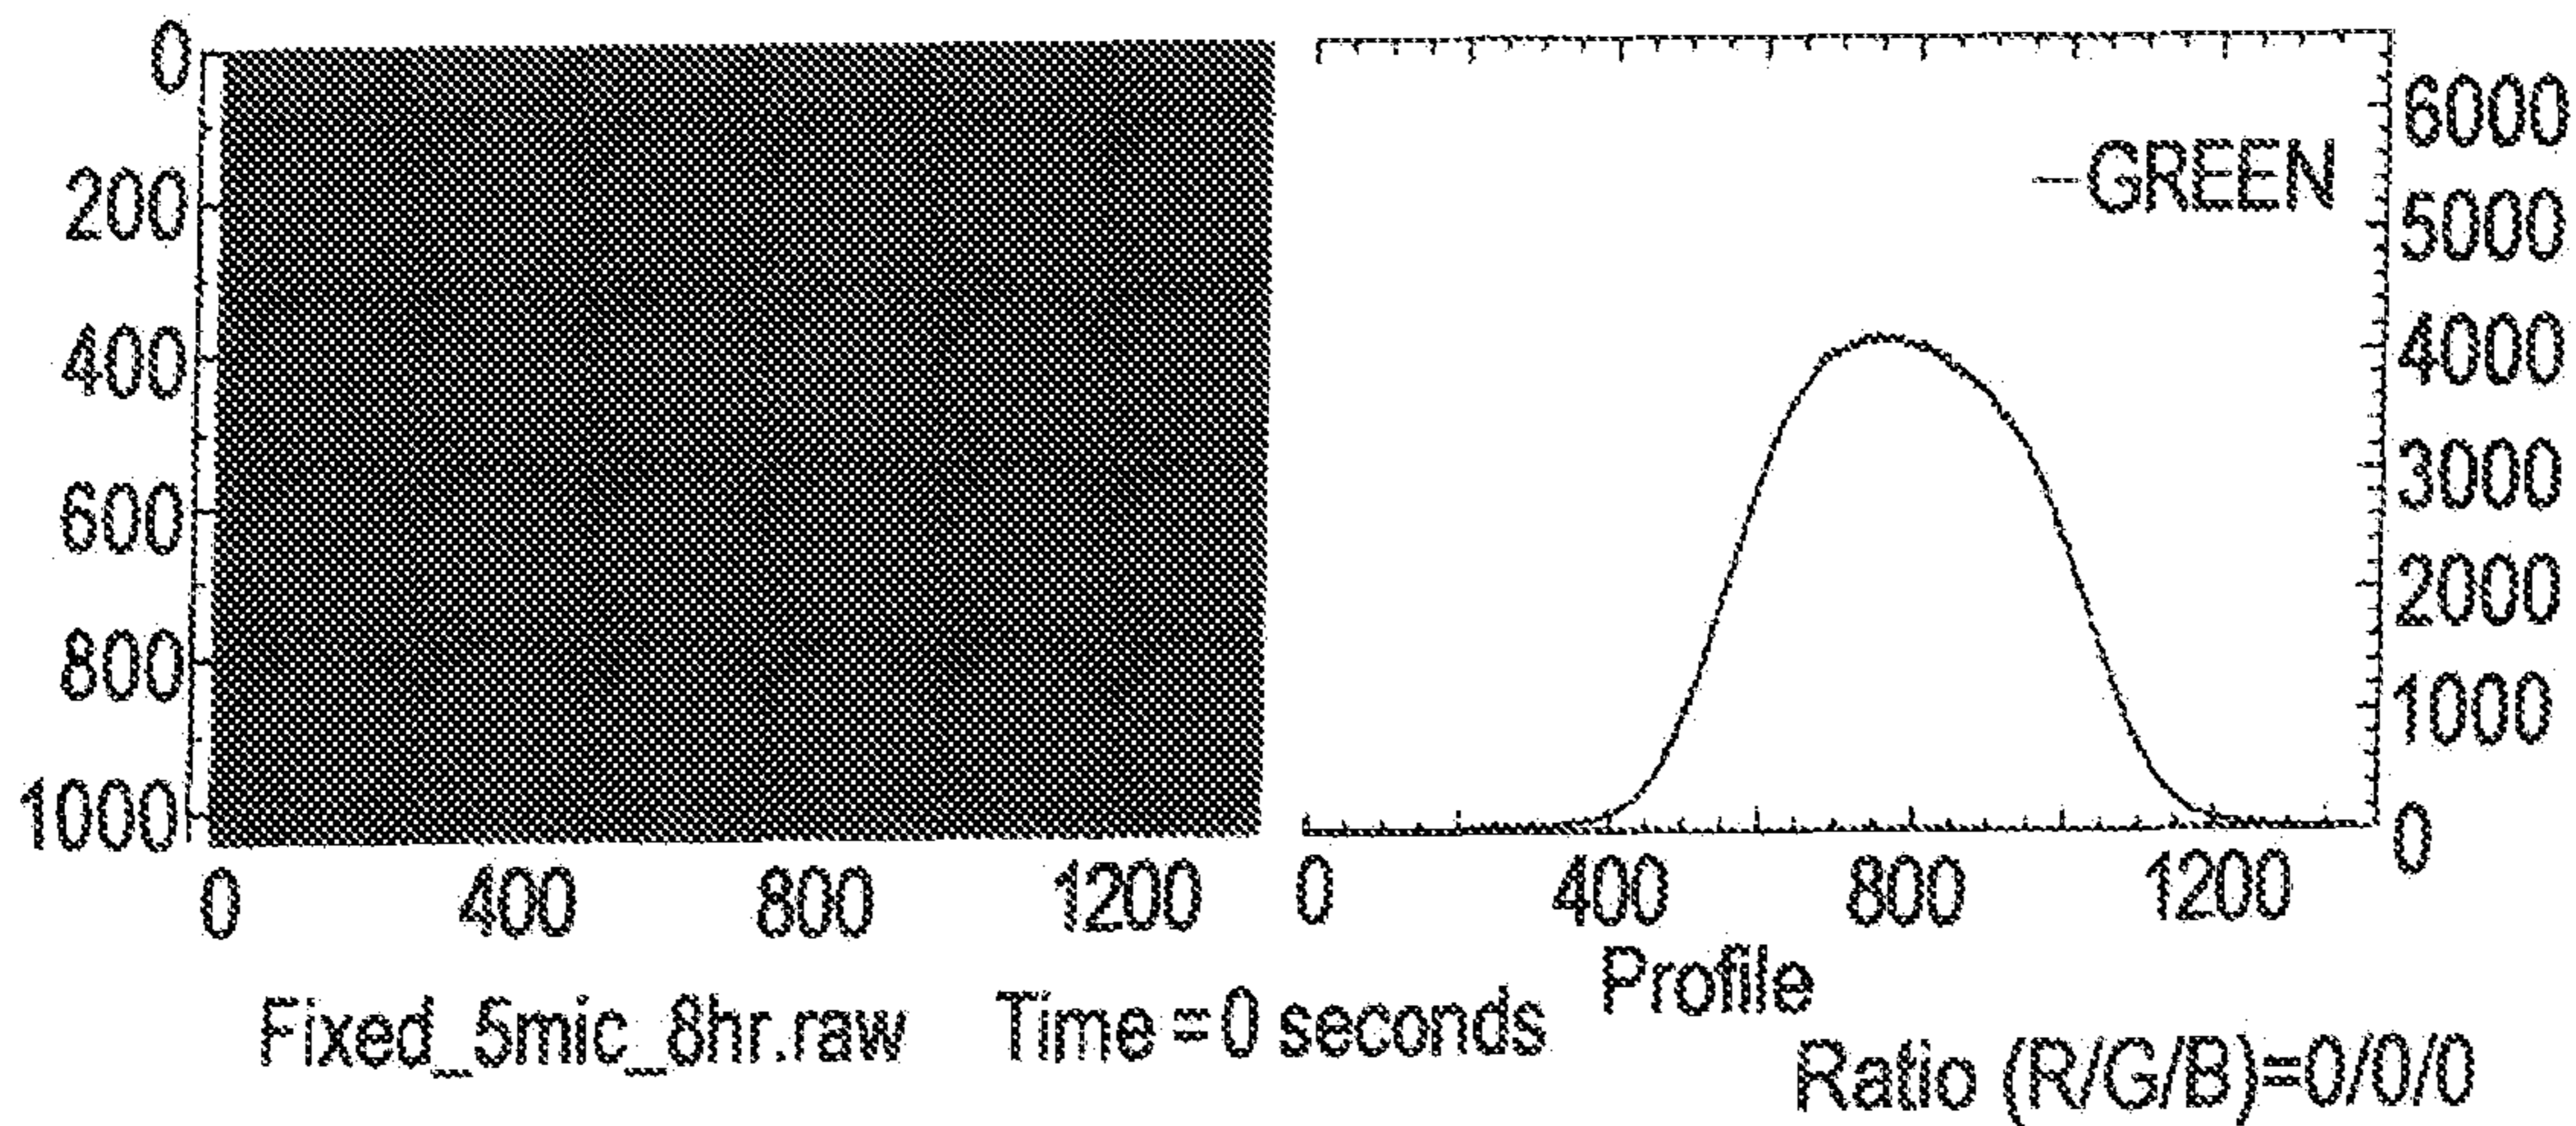 0
200
400
600
800
1000
0 400 800 1200
Fixed_5mic_8hr.raw Time = 0 seconds
–GREEN
6000
5000
4000
3000
2000
1000
0
0 400 800 1200
Profile
Ratio (R/G/B)=0/0/0